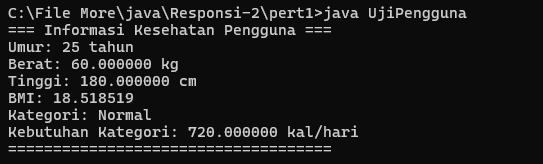 C:\File More\java\Responsi-2\pert1>java UjiPengguna
=== Informasi Kesehatan Pengguna ===
Umur: 25 tahun
Berat: 60.000000 kg
Tinggi: 180.000000 cm
BMI: 18.518519
Kategori: Normal
Kebutuhan Kategori: 720.000000 kal/hari
====================================